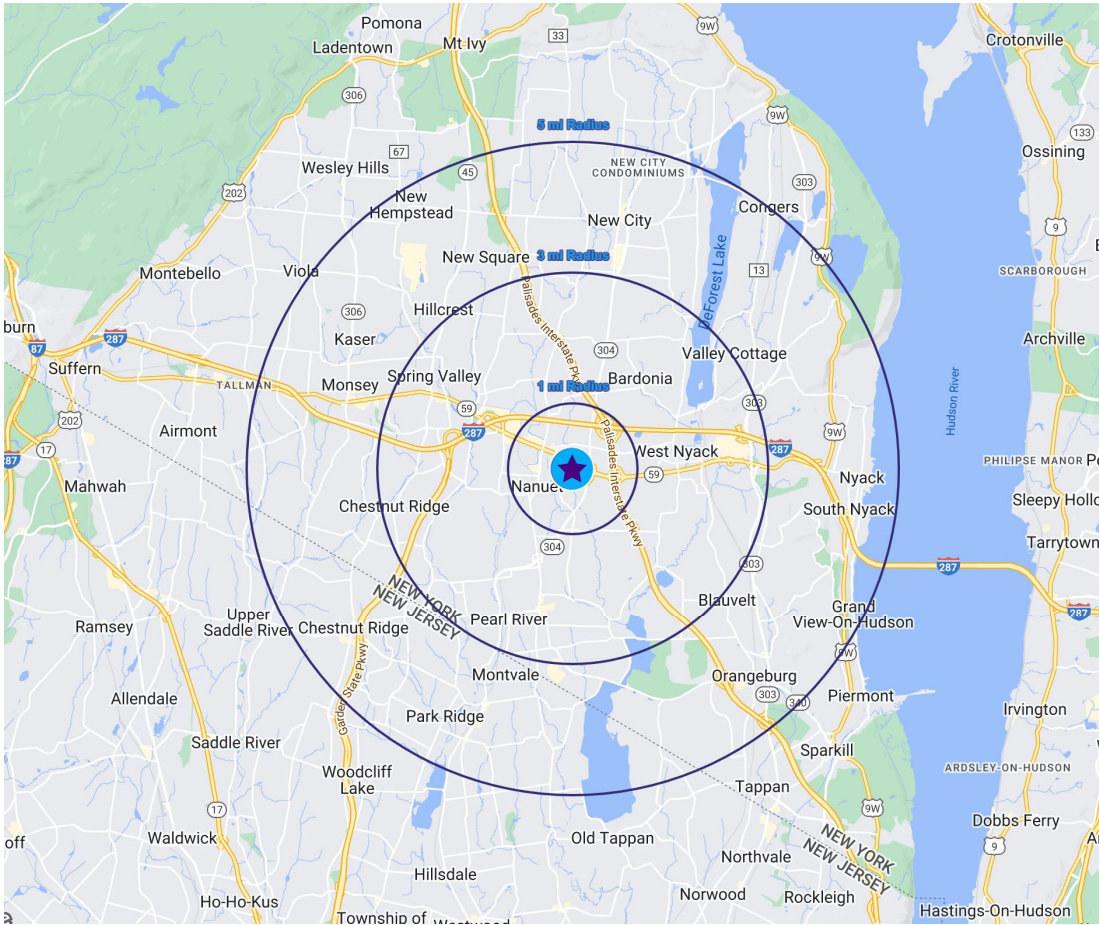 Pomona
Ladentown
Mt Ivy
33
9W
Crotonville
306
5 mi Radius
9W
133
Ossining
67
Wesley Hills
45
NEW CITY
CONDOMINIUMS
202
303
New
Hempstead
Congers
New City
9
New Square
3 mi Radius
9W
Montebello
Viola
13
SCARBOROUGH
DeForest Lake
Palisades Interstate Pkwy
Hillcrest
306
burn
287
87
Kaser
304
Valley Cottage
Archville
Suffern
TALLMAN
Monsey
Spring Valley
1 mi Radius
Bardonia
Hudson River
59
303
202
Airmont
287
9W
17
287
West Nyack
287
PHILIPSE MANOR
Mahwah
Nanuet
59
Palisades Interstate Pkwy
Nyack
Sleepy Hollo
Chestnut Ridge
South Nyack
304
Tarrytown
303
287
NEW YORK
NEW JERSEY
Blauvelt
287
Grand
View-On-Hudson
Upper
Saddle River
Ramsey
Chestnut Ridge
Pearl River
9W
Garden State Pkwy
Montvale
Orangeburg
303
340
Piermont
Allendale
Park Ridge
Irvington
Saddle River
Sparkill
Woodcliff
Lake
Tappan
ARDSLEY-ON-HUDSON
17
9W
Waldwick
Old Tappan
Dobbs Ferry
off
NEW YORK
NEW JERSEY
9
Northvale
Hillsdale
Norwood
Rockleigh
Ho-Ho-Kus
Township of
Hastings-On-Hudson